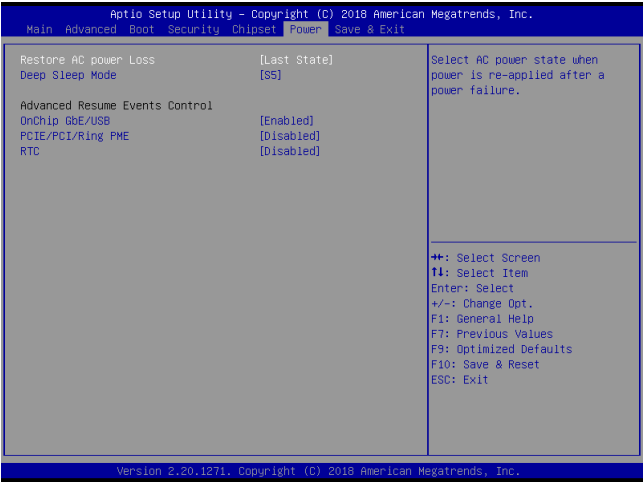 Aptio Setup Utility – Copyright (C) 2018 American Megatrends, Inc.
Main Advanced Boot Security Chipset Power Save & Exit
Restore AC power Loss [Last State]
Deep Sleep Mode [S5]
Advanced Resume Events Control
OnChip GbE/USB [Enabled]
PCIE/PCI/Ring PME [Disabled]
RTC [Disabled]
Select AC power state when
power is re-applied after a
power failure.
→←: Select Screen
↑↓: Select Item
Enter: Select
+/-: Change Opt.
F1: General Help
F7: Previous Values
F9: Optimized Defaults
F10: Save & Reset
ESC: Exit
Version 2.20.1271. Copyright (C) 2018 American Megatrends, Inc.